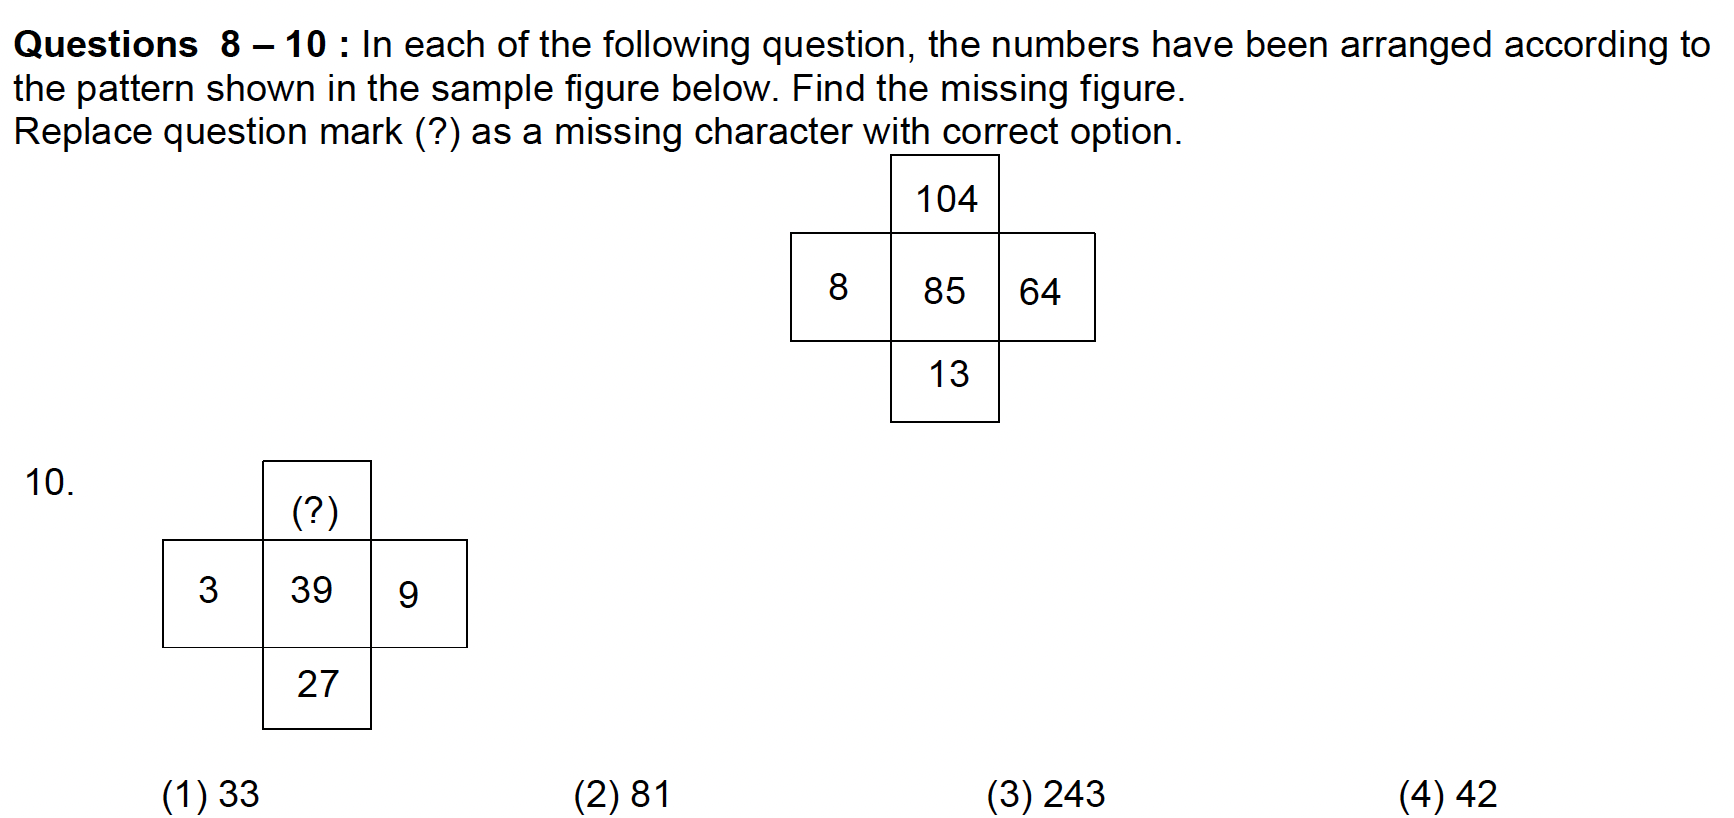 Questions 8 – 10 : In each of the following question, the numbers have been arranged according to
the pattern shown in the sample figure below. Find the missing figure.
Replace question mark (?) as a missing character with correct option.
104
8 85 64
13
10.
(?)
3 39 9
27
(1) 33 (2) 81 (3) 243 (4) 42